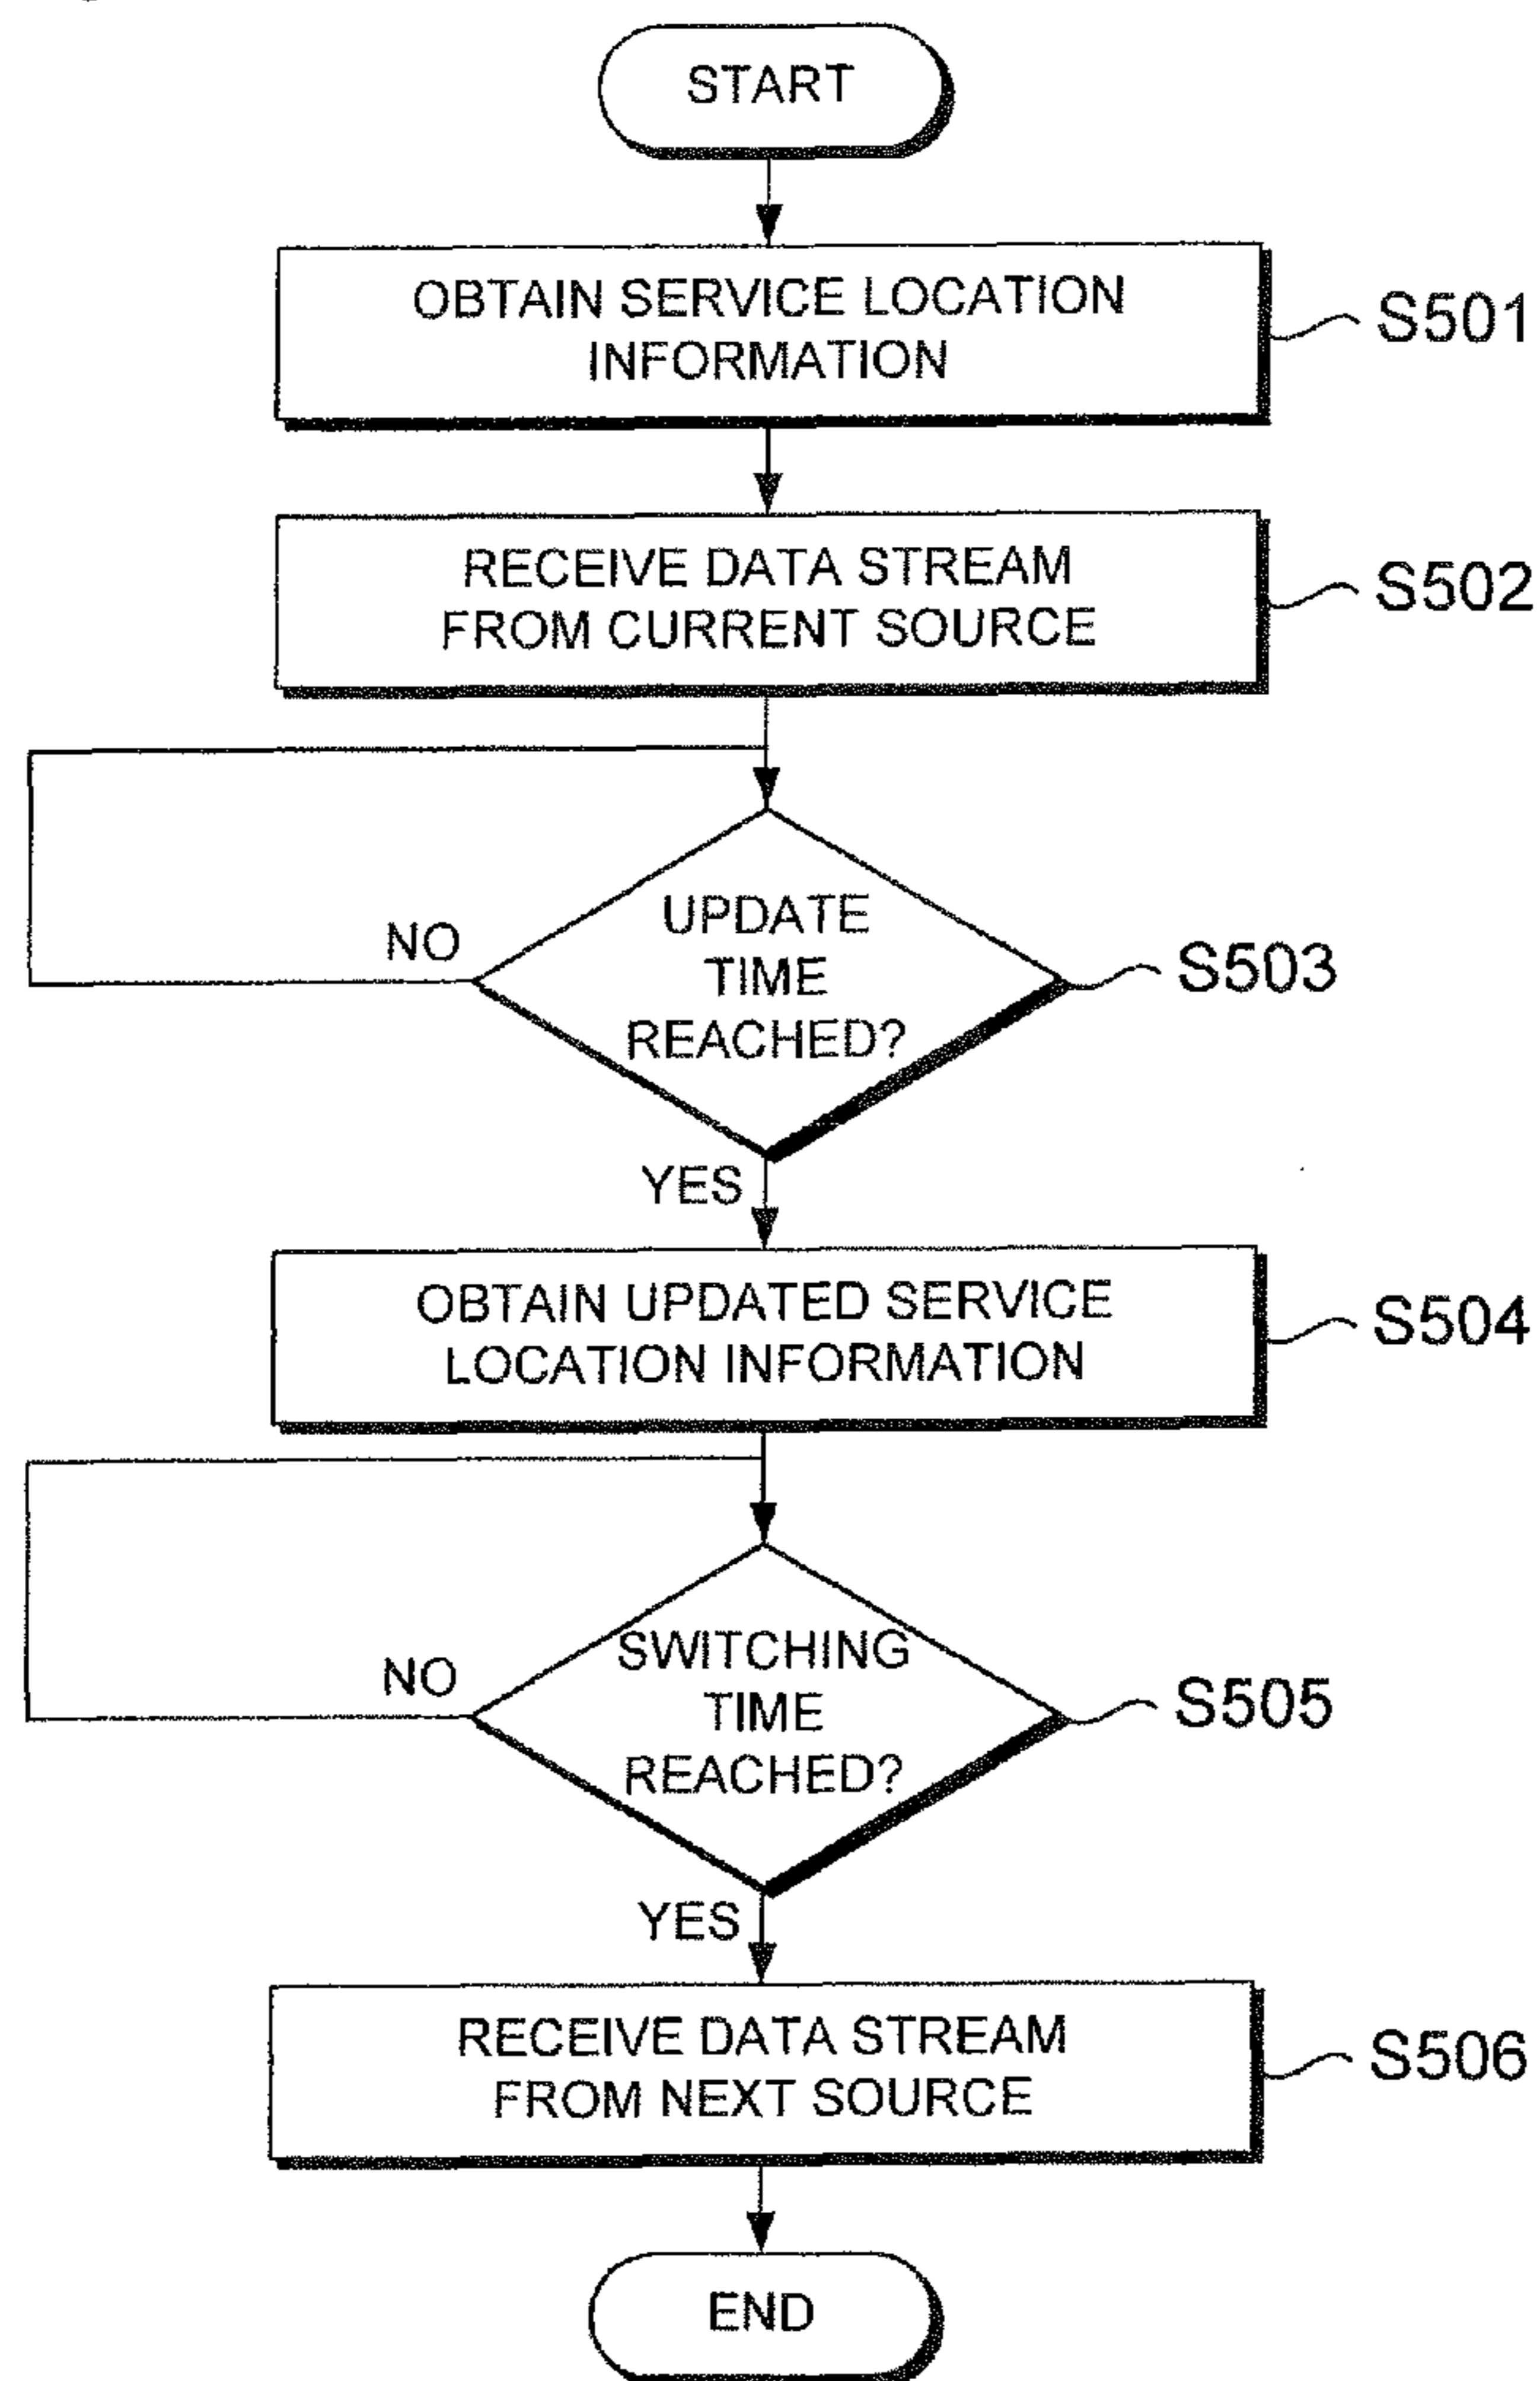 START
OBTAIN SERVICE LOCATION
INFORMATION
S501
RECEIVE DATA STREAM
FROM CURRENT SOURCE
S502
UPDATE
TIME
REACHED?
NO
S503
YES
OBTAIN UPDATED SERVICE
LOCATION INFORMATION
S504
SWITCHING
TIME
REACHED?
NO
S505
YES
RECEIVE DATA STREAM
FROM NEXT SOURCE
S506
END